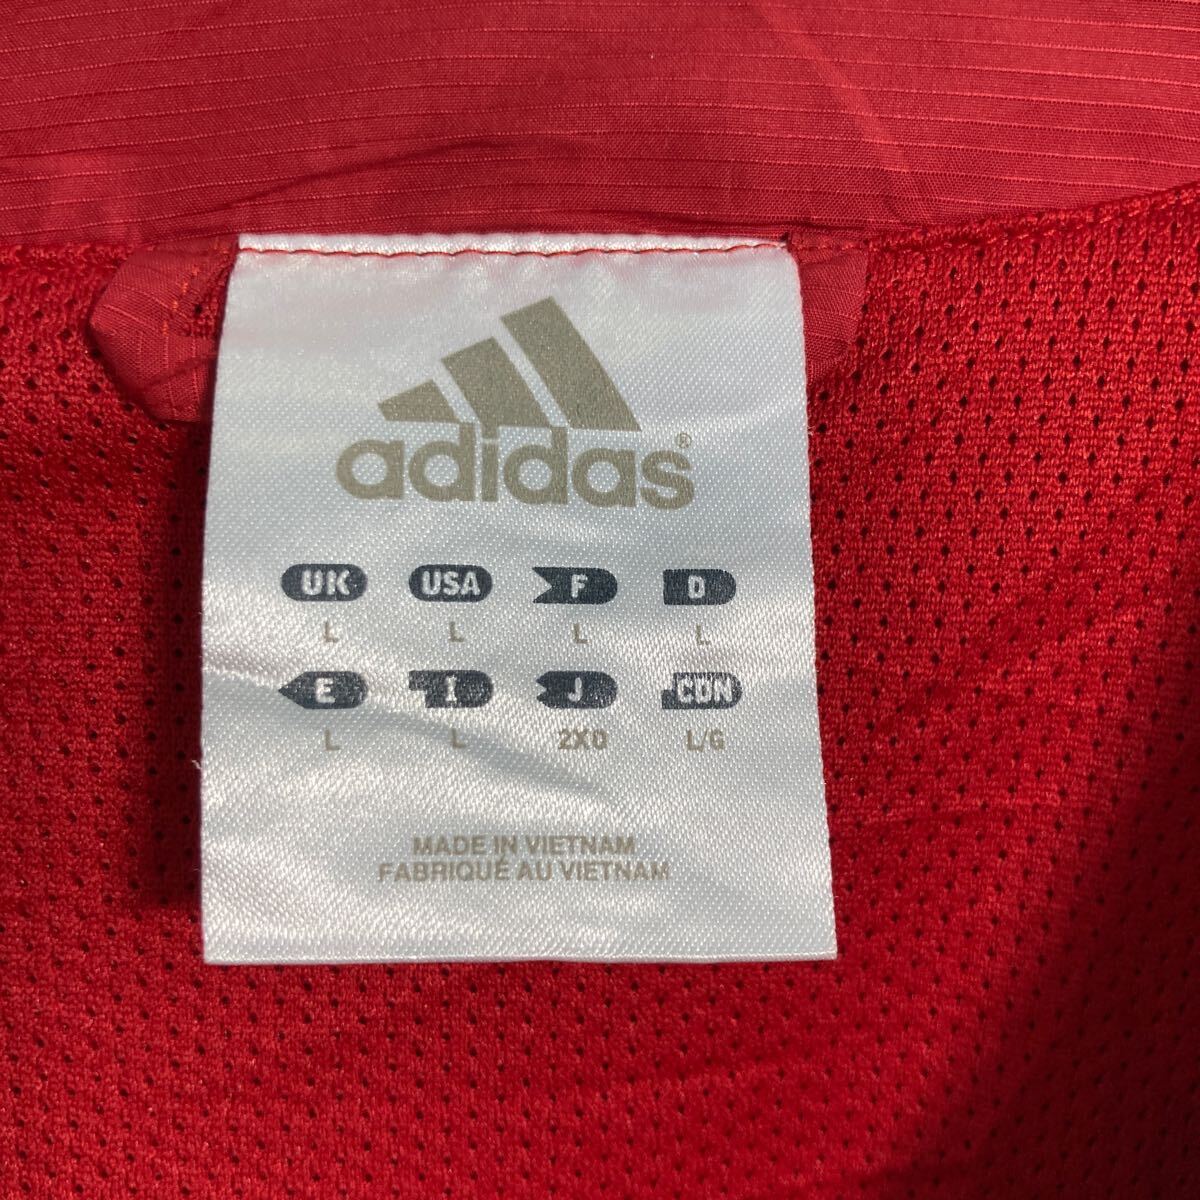 adidas®
UK USA F D
L L L L
E I J CDN
L L 2XO L/G
MADE IN VIETNAM
FABRIQUÉ AU VIETNAM